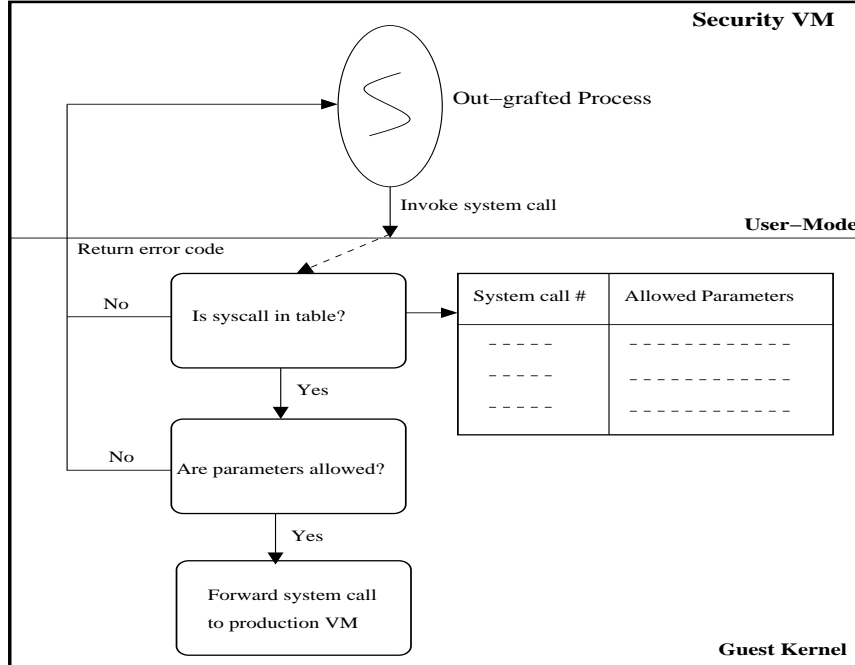 Security VM
Out-grafted Process
Invoke system call
User-Mode
Return error code
System call #
Allowed Parameters
No
Is syscall in table?
Yes
No
Are parameters allowed?
Yes
Forward system call
to production VM
Guest Kernel